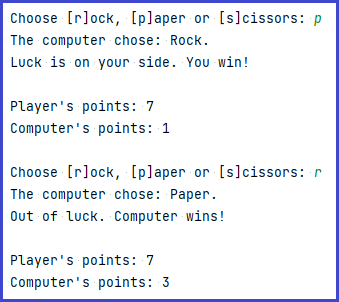 Choose [r]ock, [p]aper or [s]cissors: p
The computer chose: Rock.
Luck is on your side. You win!
Player's points: 7
Computer's points: 1
Choose [r]ock, [p]aper or [s]cissors: r
The computer chose: Paper.
Out of luck. Computer wins!
Player's points: 7
Computer's points: 3